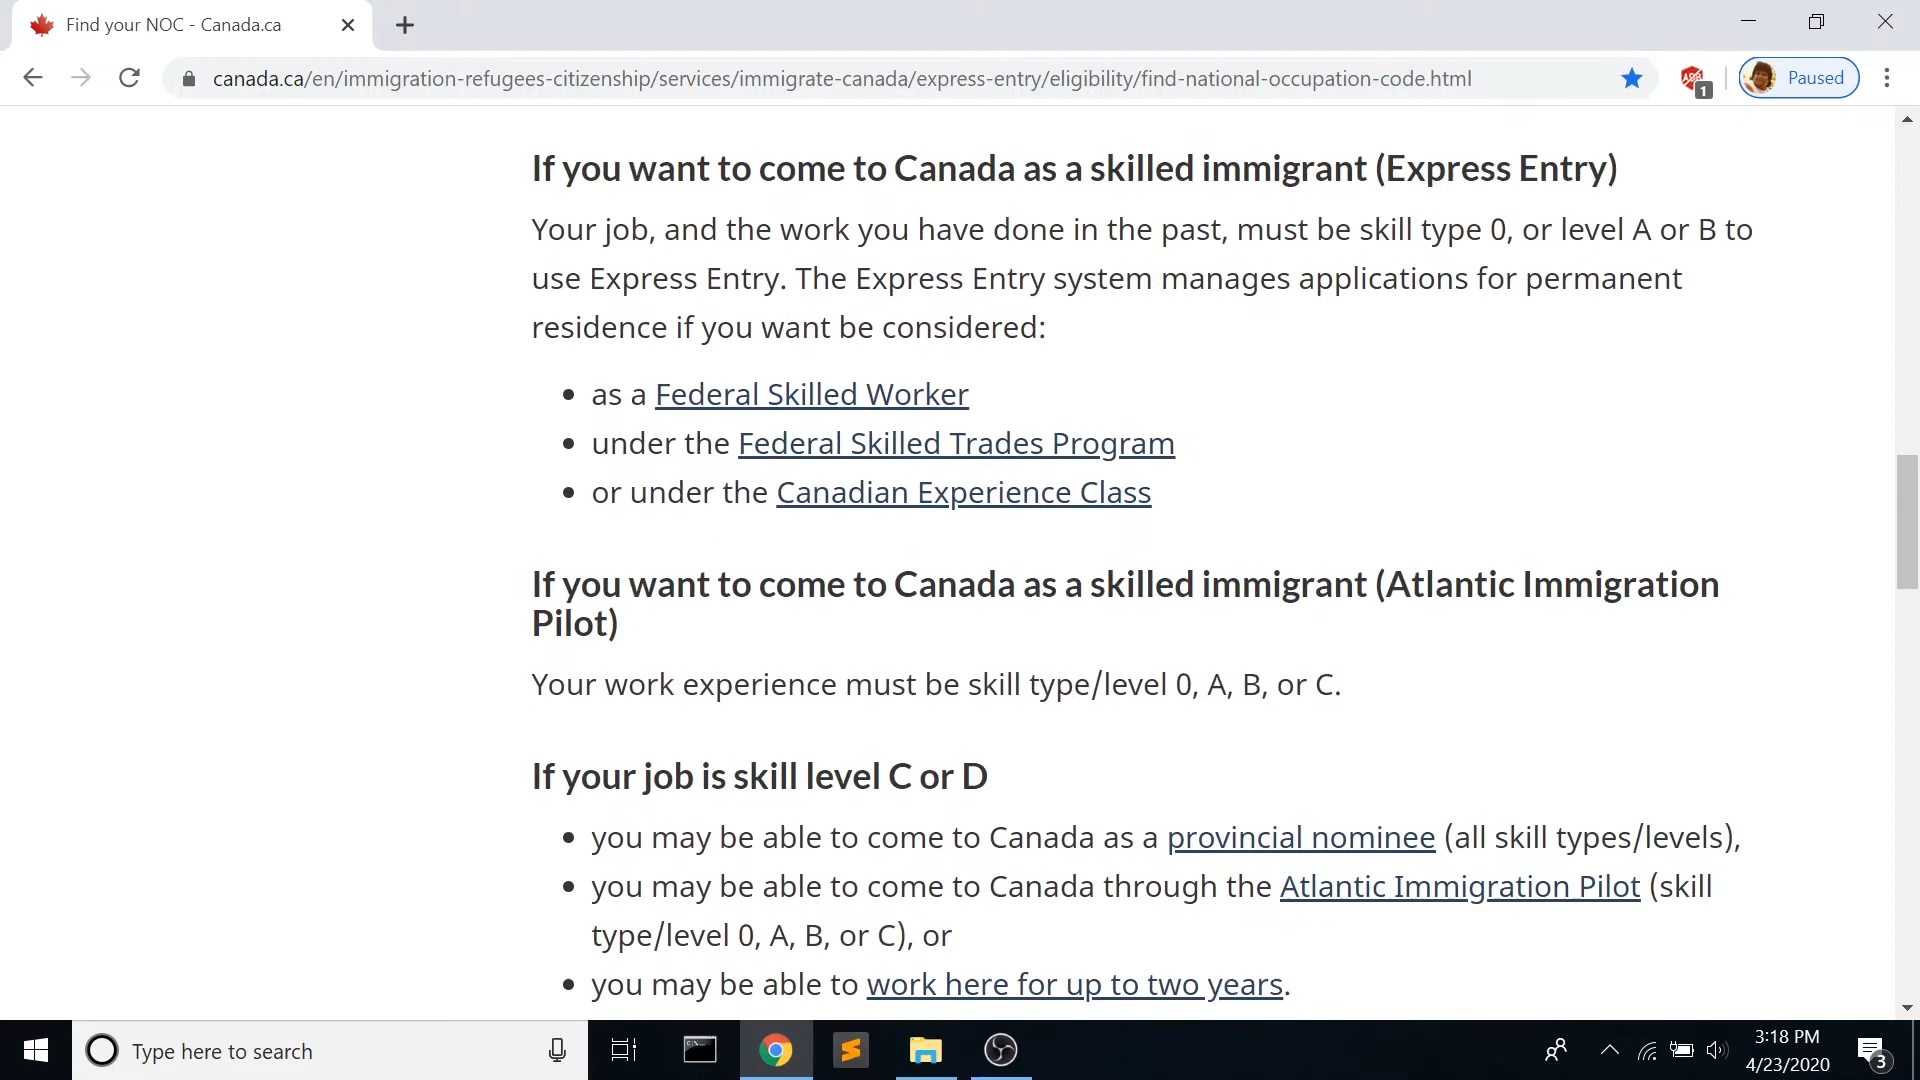 Find your NOC - Canada.ca
canada.ca/en/immigration-refugees-citizenship/services/immigrate-canada/express-entry/eligibility/find-national-occupation-code.html
ABP
1
Paused
If you want to come to Canada as a skilled immigrant (Express Entry)
Your job, and the work you have done in the past, must be skill type 0, or level A or B to
use Express Entry. The Express Entry system manages applications for permanent
residence if you want be considered:
as a Federal Skilled Worker
under the Federal Skilled Trades Program
or under the Canadian Experience Class
If you want to come to Canada as a skilled immigrant (Atlantic Immigration
Pilot)
Your work experience must be skill type/level 0, A, B, or C.
If your job is skill level C or D
you may be able to come to Canada as a provincial nominee (all skill types/levels),
you may be able to come to Canada through the Atlantic Immigration Pilot (skill
type/level 0, A, B, or C), or
you may be able to work here for up to two years.
Type here to search
3:18 PM
4/23/2020
3